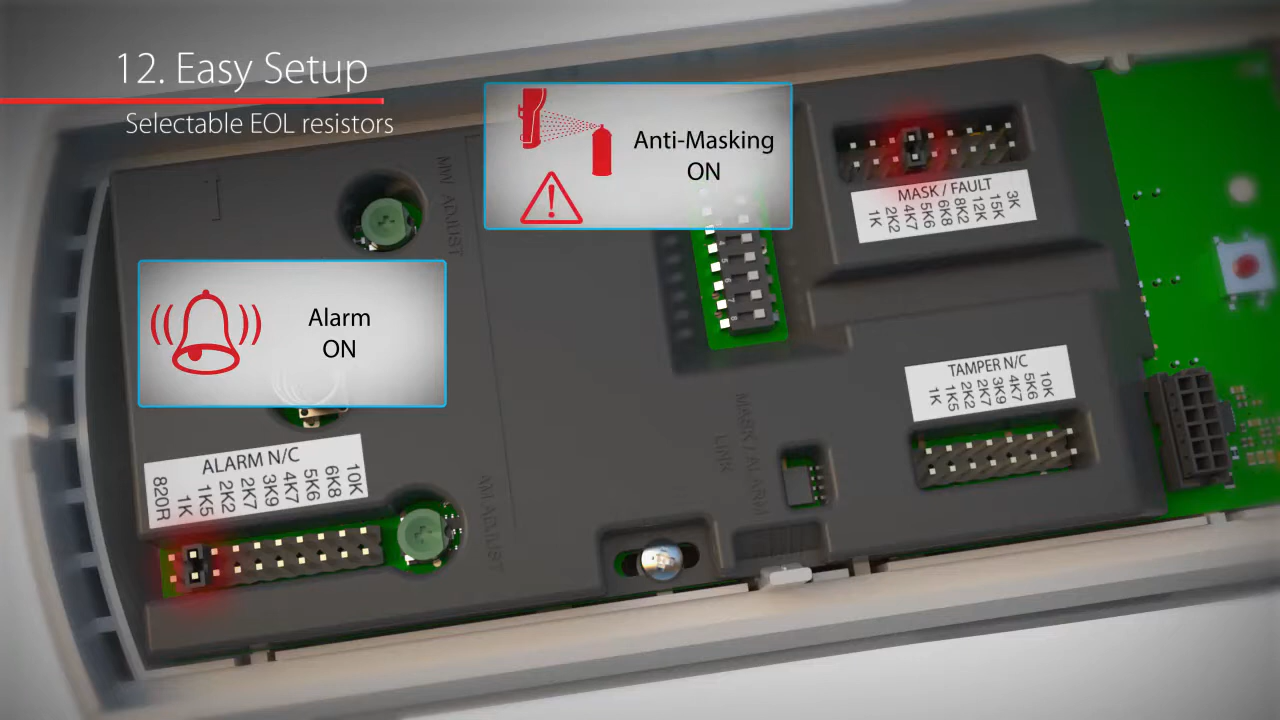 12. Easy Setup
Selectable EOL resistors
Anti-Masking
ON
MASK / FAULT
1K
2K2
4K7
5K6
6K8
8K2
12K
15K
3K
MW ADJUST
Alarm
ON
TAMPER N/C
1K
1K5
2K2
2K7
3K9
4K7
5K6
10K
ALARM N/C
820R
1K
1K5
2K2
2K7
3K9
4K7
5K6
6K8
10K
MASK / ALARM
LINK
AM ADJUST